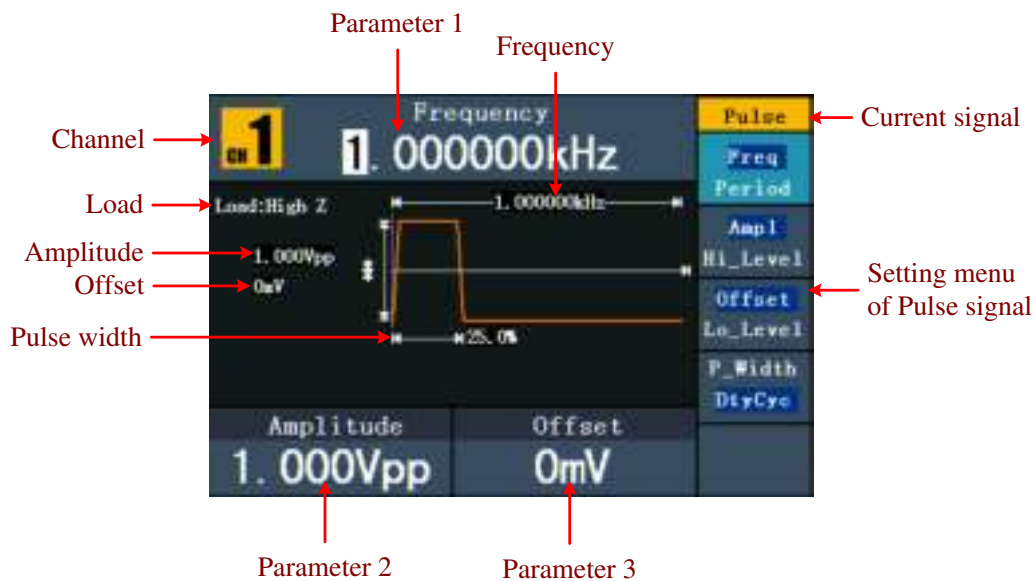 Parameter 1
Frequency
Channel
Load
Amplitude
Offset
Pulse width
CH 1
Frequency
1.000000kHz
Load:High Z
1.000000kHz
1.000Vpp
0mV
25.0%
Amplitude
1.000Vpp
Offset
0mV
Pulse
Freq
Period
Ampl
Hi_Level
Offset
Lo_Level
P_Width
DtyCyc
Current signal
Setting menu
of Pulse signal
Parameter 2
Parameter 3